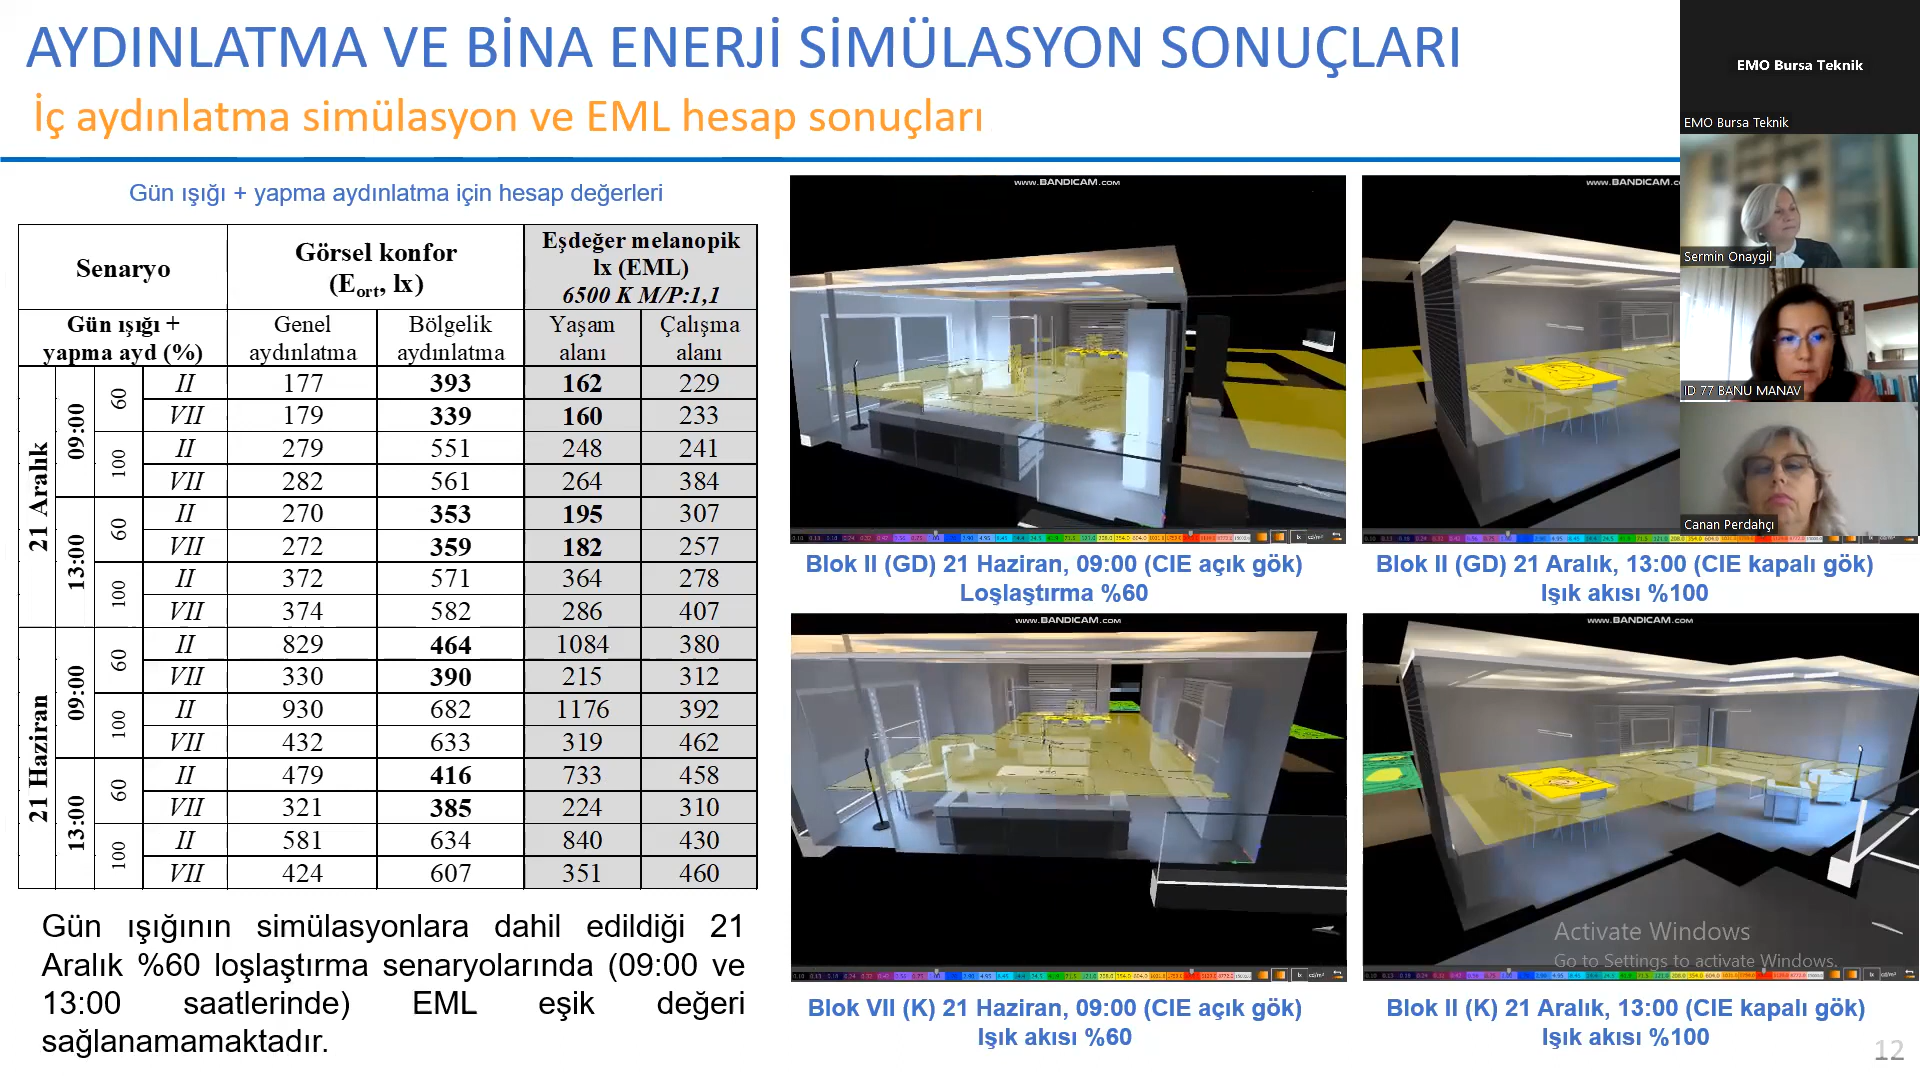 AYDINLATMA VE BİNA ENERJİ SİMÜLASYON SONUÇLARI
İç aydınlatma simülasyon ve EML hesap sonuçları
Gün ışığı + yapma aydınlatma için hesap değerleri
Senaryo
Görsel konfor
(Eort, lx)
Eşdeğer melanopik
lx (EML)
6500 K M/P:1,1
Gün ışığı +
yapma ayd (%)
Genel
aydınlatma
Bölgelik
aydınlatma
Yaşam
alanı
Çalışma
alanı
21 Aralık
09:00
60
II 177 393 162 229
VII 179 339 160 233
100
II 279 551 248 241
VII 282 561 264 384
13:00
60
II 270 353 195 307
VII 272 359 182 257
100
II 372 571 364 278
VII 374 582 286 407
21 Haziran
09:00
60
II 829 464 1084 380
VII 330 390 215 312
100
II 930 682 1176 392
VII 432 633 319 462
13:00
60
II 479 416 733 458
VII 321 385 224 310
100
II 581 634 840 430
VII 424 607 351 460
Gün ışığının simülasyonlara dahil edildiği 21
Aralık %60 loşlaştırma senaryolarında (09:00 ve
13:00 saatlerinde) EML eşik değeri
sağlanamamaktadır.
www.BANDICAM.com
Blok II (GD) 21 Haziran, 09:00 (CIE açık gök)
Loşlaştırma %60
www.BANDICAM.c
Blok II (GD) 21 Aralık, 13:00 (CIE kapalı gök)
Işık akısı %100
www.BANDICAM.com
Blok VII (K) 21 Haziran, 09:00 (CIE açık gök)
Işık akısı %60
www.BANDICAM.com
Blok II (K) 21 Aralık, 13:00 (CIE kapalı gök)
Işık akısı %100
EMO Bursa Teknik
EMO Bursa Teknik
Sermin Onaygil
ID 77 BANU MANAV
Canan Perdahçı
Activate Windows
Go to Settings to activate Windows.
12